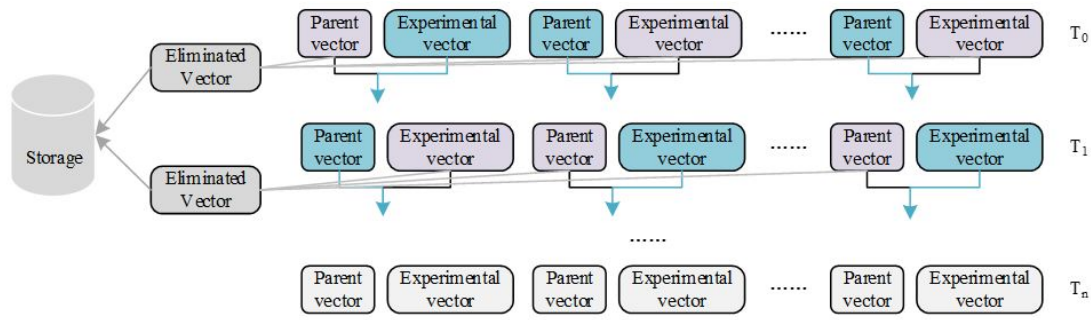 Parent
vector
Experimental
vector
Parent
vector
Experimental
vector
......
Parent
vector
Experimental
vector
T0
Eliminated
Vector
Storage
Parent
vector
Experimental
vector
Parent
vector
Experimental
vector
......
Parent
vector
Experimental
vector
T1
Eliminated
Vector
......
Parent
vector
Experimental
vector
Parent
vector
Experimental
vector
......
Parent
vector
Experimental
vector
Tn